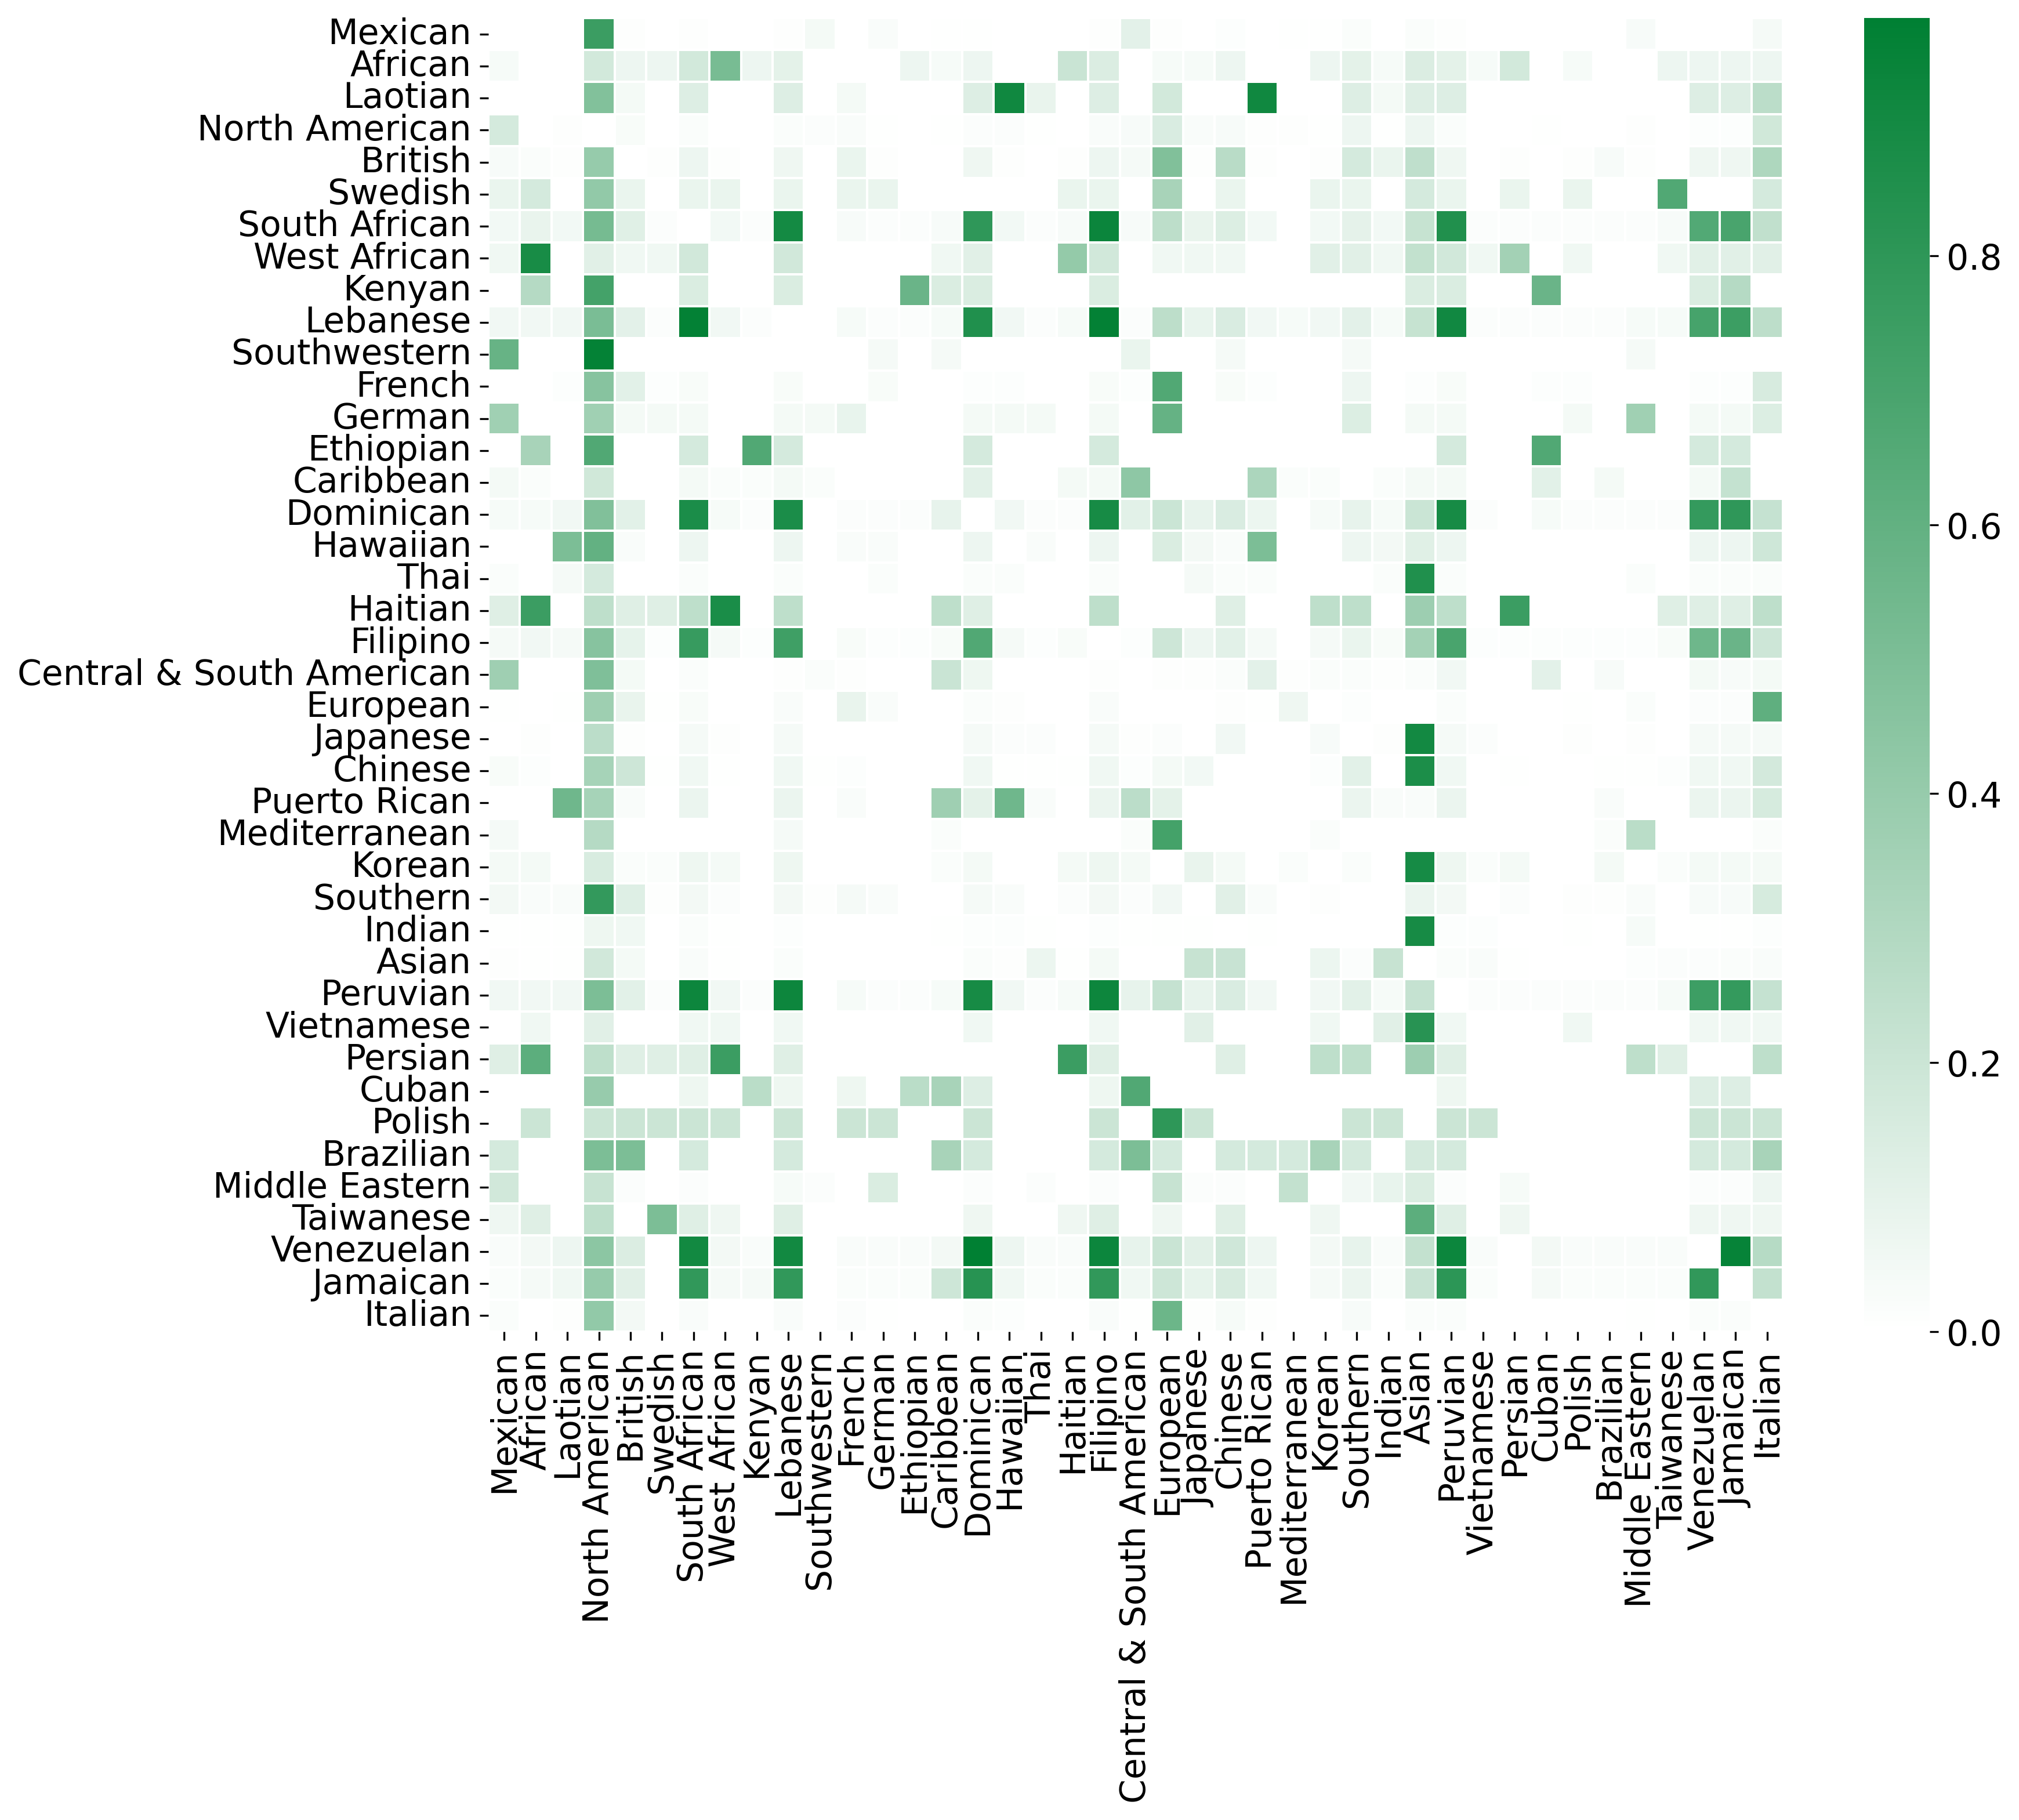 Mexican
African
Laotian
North American
British
Swedish
South African
West African
Kenyan
Lebanese
Southwestern
French
German
Ethiopian
Caribbean
Dominican
Hawaiian
Thai
Haitian
Filipino
Central & South American
European
Japanese
Chinese
Puerto Rican
Mediterranean
Korean
Southern
Indian
Asian
Peruvian
Vietnamese
Persian
Cuban
Polish
Brazilian
Middle Eastern
Taiwanese
Venezuelan
Jamaican
Italian
Mexican
African
Laotian
North American
British
Swedish
South African
West African
Kenyan
Lebanese
Southwestern
French
German
Ethiopian
Caribbean
Dominican
Hawaiian
Thai
Haitian
Filipino
Central & South American
European
Japanese
Chinese
Puerto Rican
Mediterranean
Korean
Southern
Indian
Asian
Peruvian
Vietnamese
Persian
Cuban
Polish
Brazilian
Middle Eastern
Taiwanese
Venezuelan
Jamaican
Italian
0.8
0.6
0.4
0.2
0.0